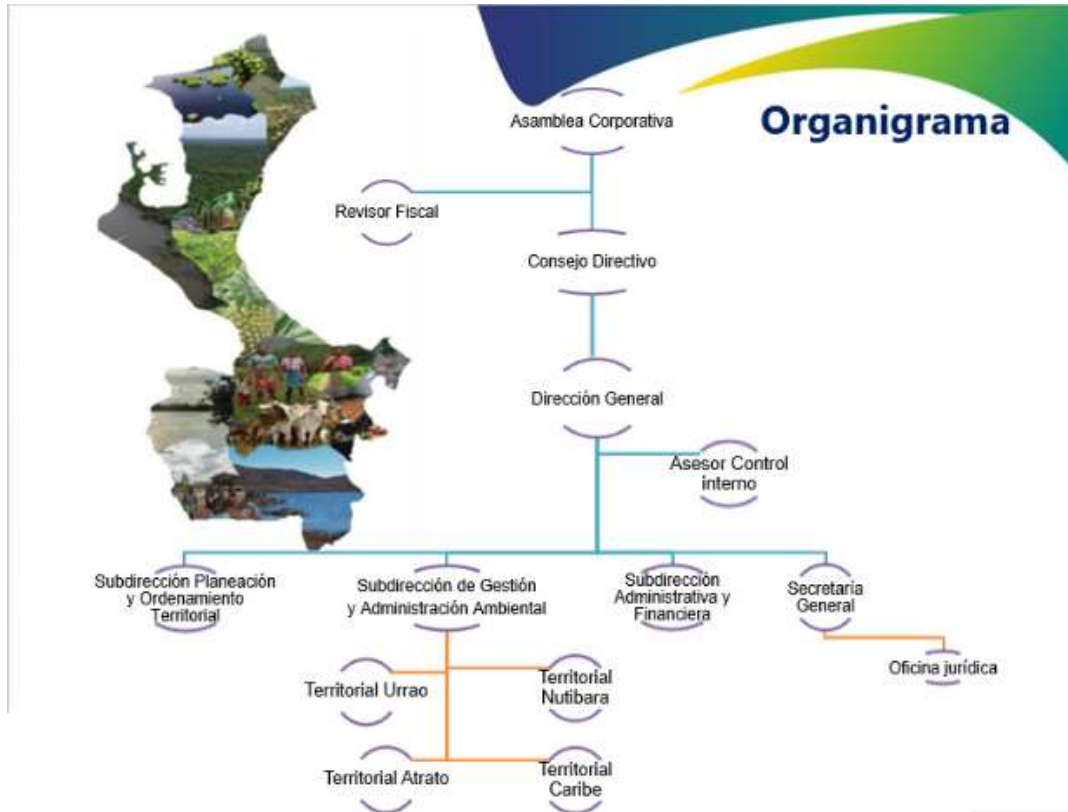 Organigrama
Asamblea Corporativa
Revisor Fiscal
Consejo Directivo
Dirección General
Asesor Control
interno
Subdirección Planeación
y Ordenamiento
Territorial
Subdirección de Gestión
y Administración Ambiental
Subdirección
Administrativa y
Financiera
Secretaría
General
Oficina jurídica
Territorial Urrao
Territorial
Nutibara
Territorial Atrato
Territorial
Caribe